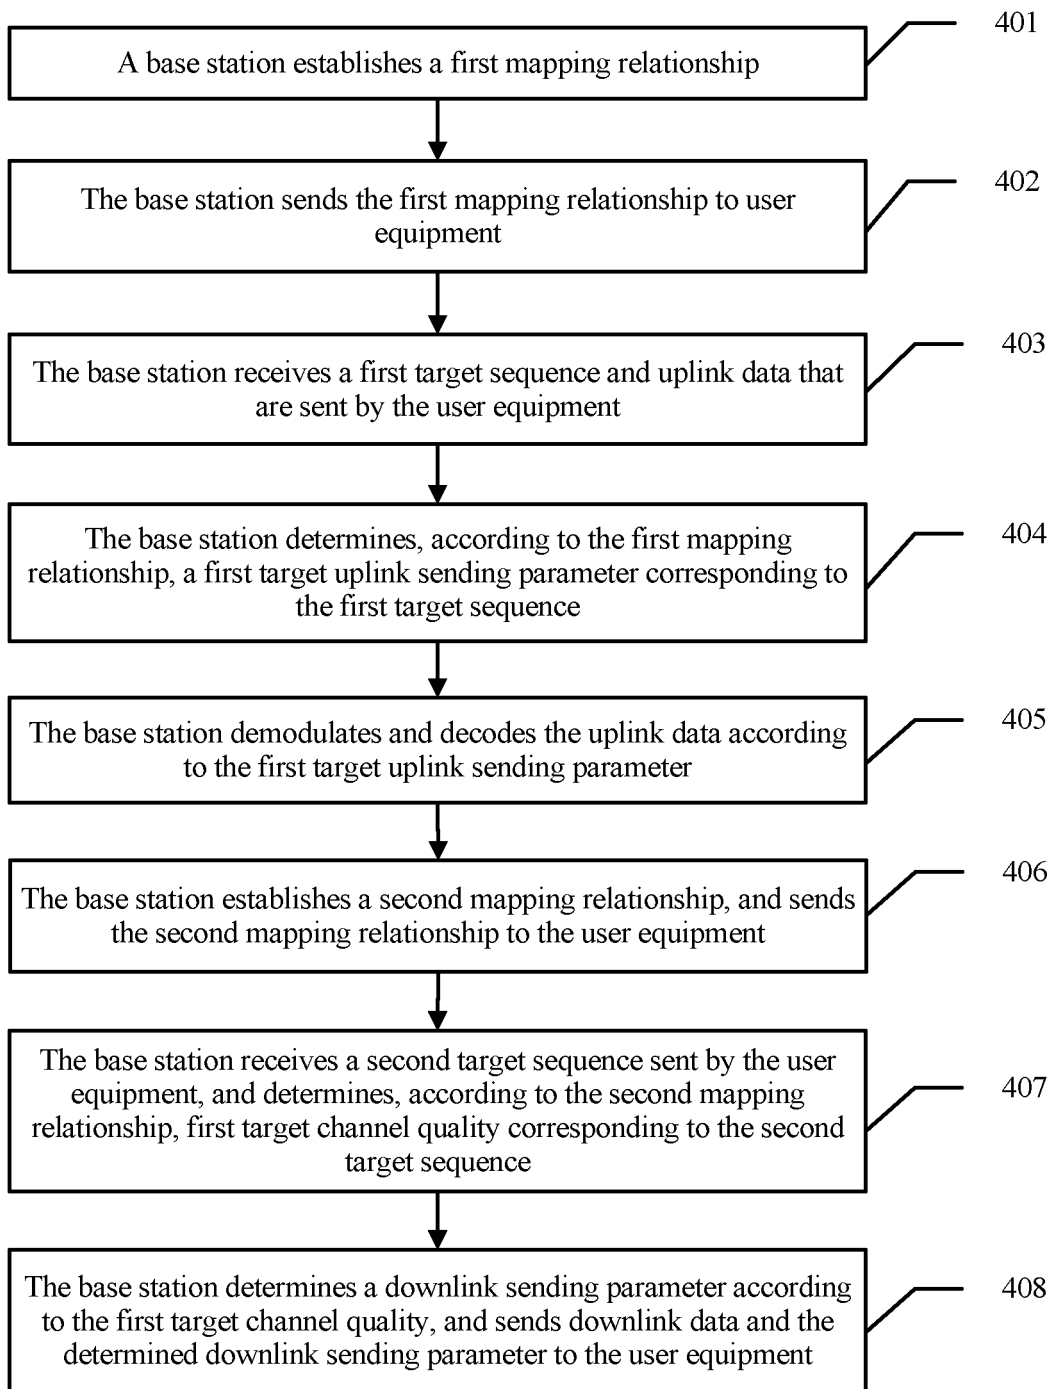 401
A base station establishes a first mapping relationship
402
The base station sends the first mapping relationship to user
equipment
403
The base station receives a first target sequence and uplink data that
are sent by the user equipment
404
The base station determines, according to the first mapping
relationship, a first target uplink sending parameter corresponding to
the first target sequence
405
The base station demodulates and decodes the uplink data according
to the first target uplink sending parameter
406
The base station establishes a second mapping relationship, and sends
the second mapping relationship to the user equipment
407
The base station receives a second target sequence sent by the user
equipment, and determines, according to the second mapping
relationship, first target channel quality corresponding to the second
target sequence
408
The base station determines a downlink sending parameter according
to the first target channel quality, and sends downlink data and the
determined downlink sending parameter to the user equipment